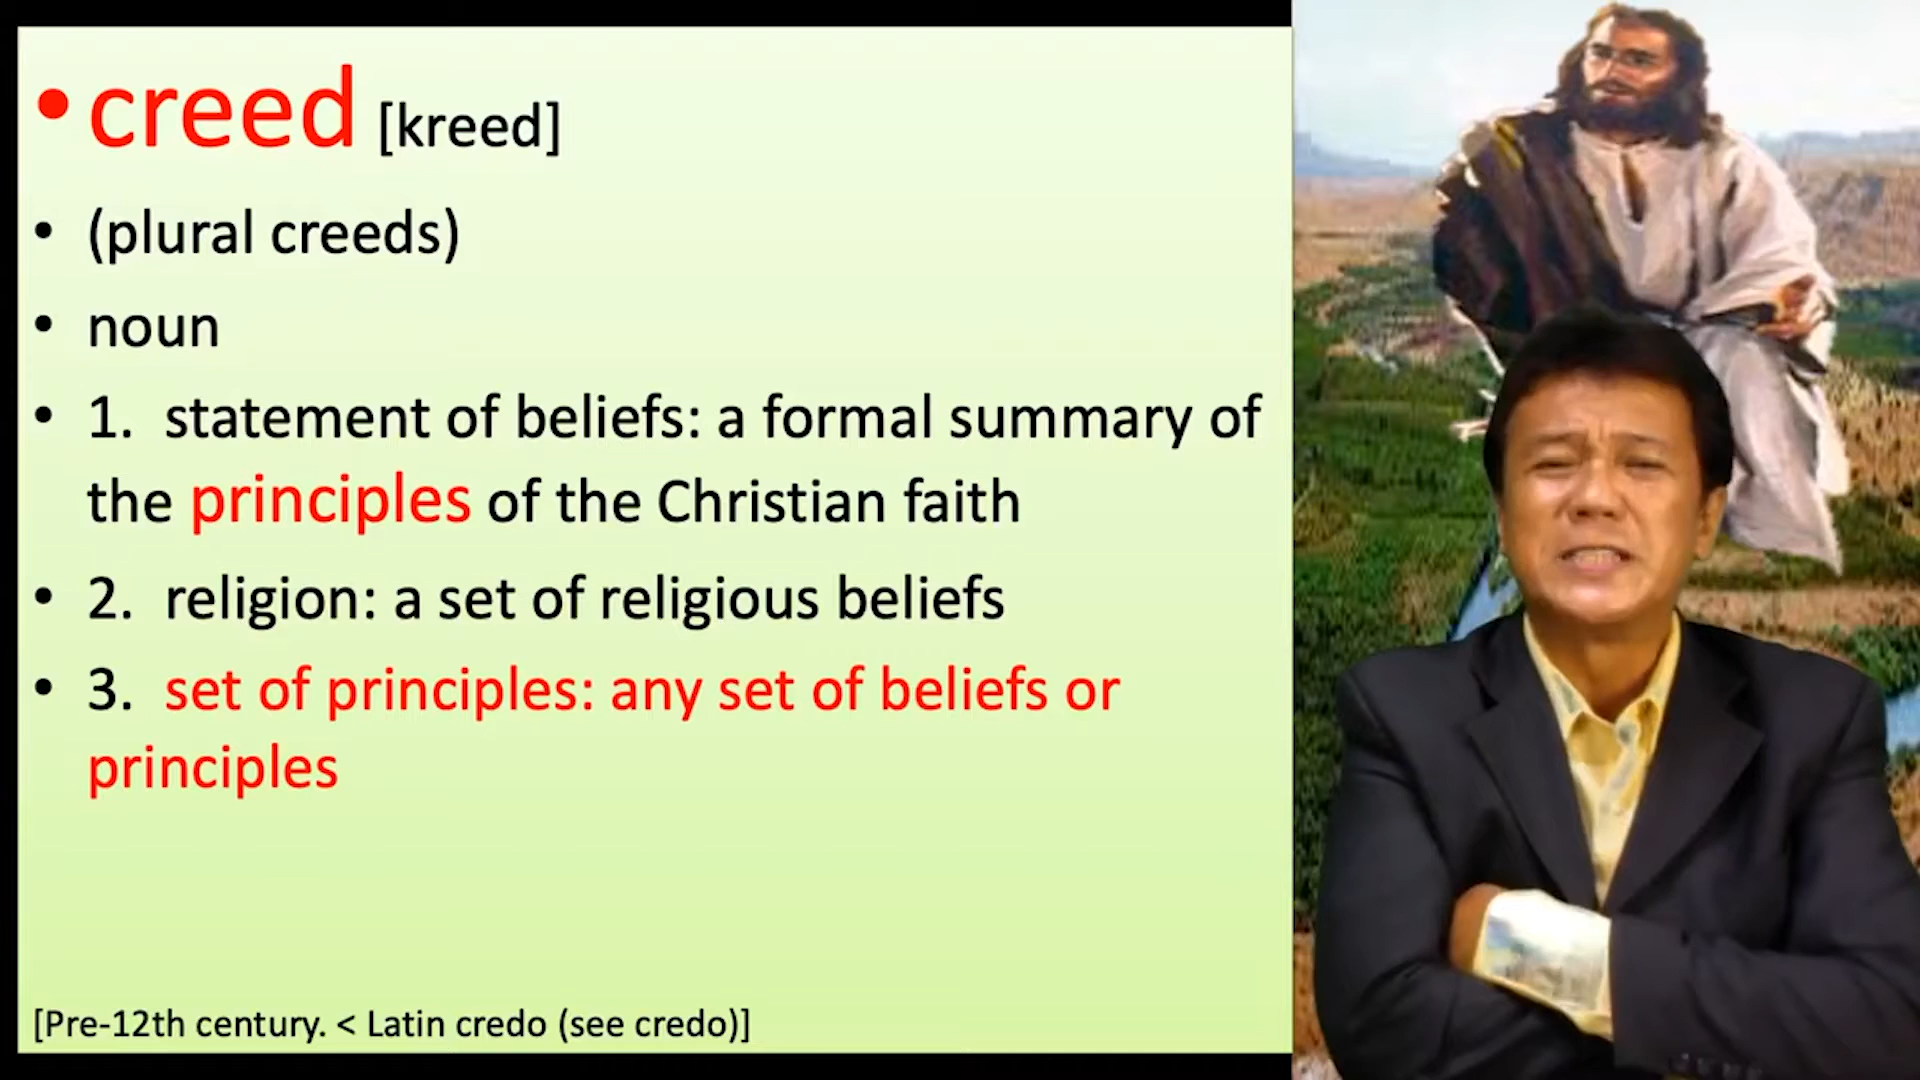 • creed [kreed]
• (plural creeds)
• noun
• 1. statement of beliefs: a formal summary of
the principles of the Christian faith
• 2. religion: a set of religious beliefs
• 3. set of principles: any set of beliefs or
principles
[Pre-12th century. < Latin credo (see credo)]